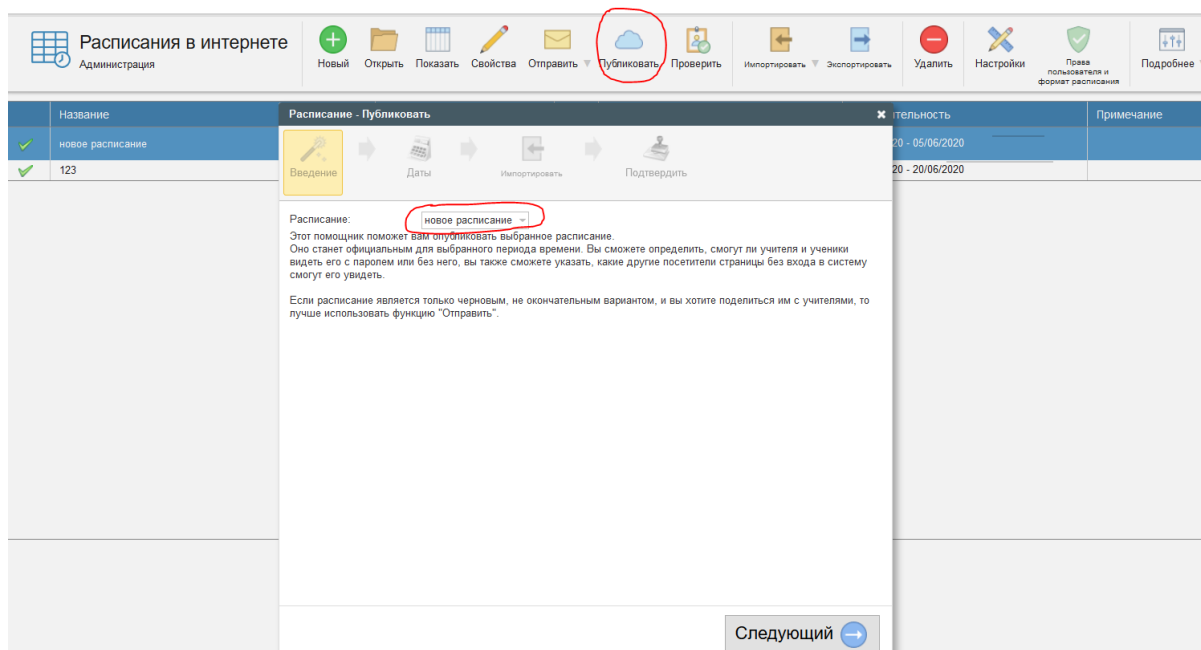 Расписания в интернете
Администрация
Новый
Открыть
Показать
Свойства
Отправить
Публиковать
Проверить
Импортировать
Экспортировать
Удалить
Настройки
Права
пользователя и
формат расписания
Подробнее
Название
тельность
Примечание
новое расписание
20 - 05/06/2020
123
20 - 20/06/2020
Расписание - Публиковать
Введение
Даты
Импортировать
Подтвердить
Расписание:
новое расписание
Этот помощник поможет вам опубликовать выбранное расписание.
Оно станет официальным для выбранного периода времени. Вы сможете определить, смогут ли учителя и ученики
видеть его с паролем или без него, вы также сможете указать, какие другие посетители страницы без входа в систему
смогут его увидеть.
Если расписание является только черновым, не окончательным вариантом, и вы хотите поделиться им с учителями, то
лучше использовать функцию "Отправить".
Следующий